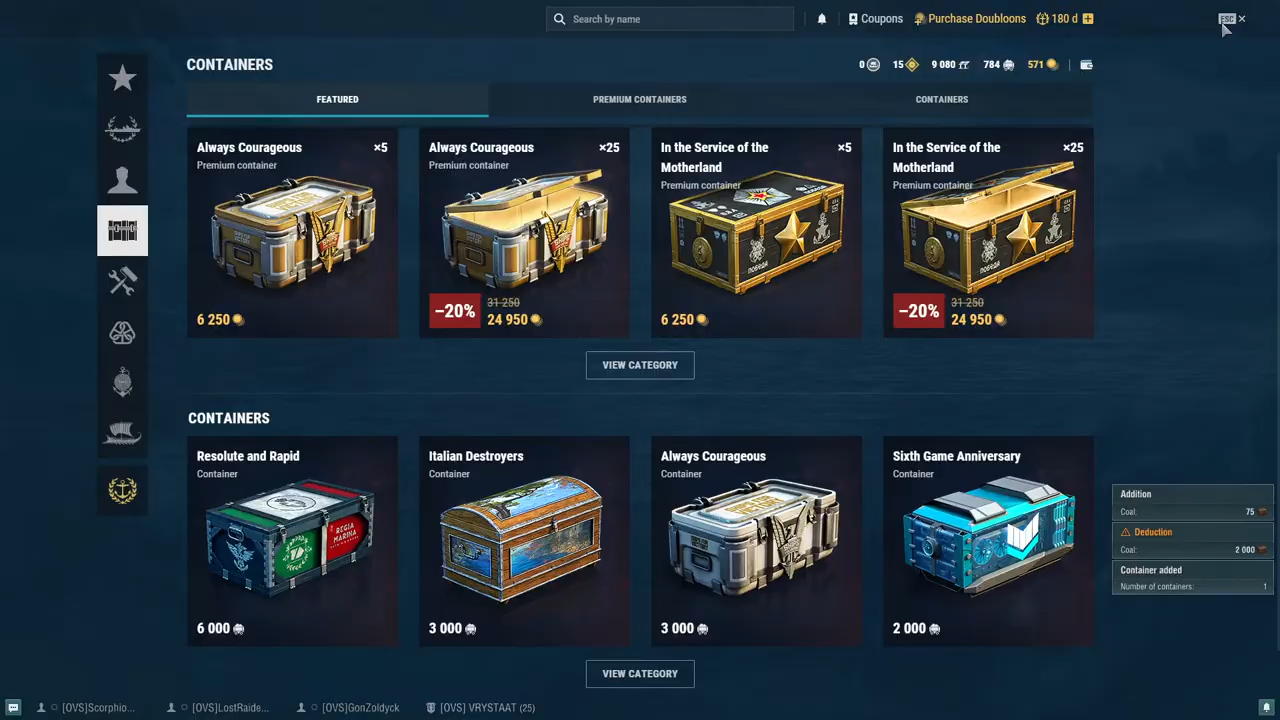 Search by name
Coupons
Purchase Doubloons
180 d
ESC
CONTAINERS
0
15
9 080
784
571
FEATURED
PREMIUM CONTAINERS
CONTAINERS
Always Courageous
×5
Premium container
6 250
Always Courageous
×25
Premium container
−20%
31 250
24 950
In the Service of the
Motherland
×5
Premium container
ПОБЕДА
6 250
In the Service of the
Motherland
×25
Premium container
ПОБЕДА
−20%
31 250
24 950
VIEW CATEGORY
CONTAINERS
Resolute and Rapid
Container
REGIA
MARINA
6 000
Italian Destroyers
Container
3 000
Always Courageous
Container
3 000
Sixth Game Anniversary
Container
2 000
VIEW CATEGORY
Addition
Coal: 75
Deduction
Coal: 2 000
Container added
Number of containers: 1
[OVS]Scorphio...
[OVS]LostRaide...
[OVS]GonZoldyck
[OVS] VRYSTAAT (25)